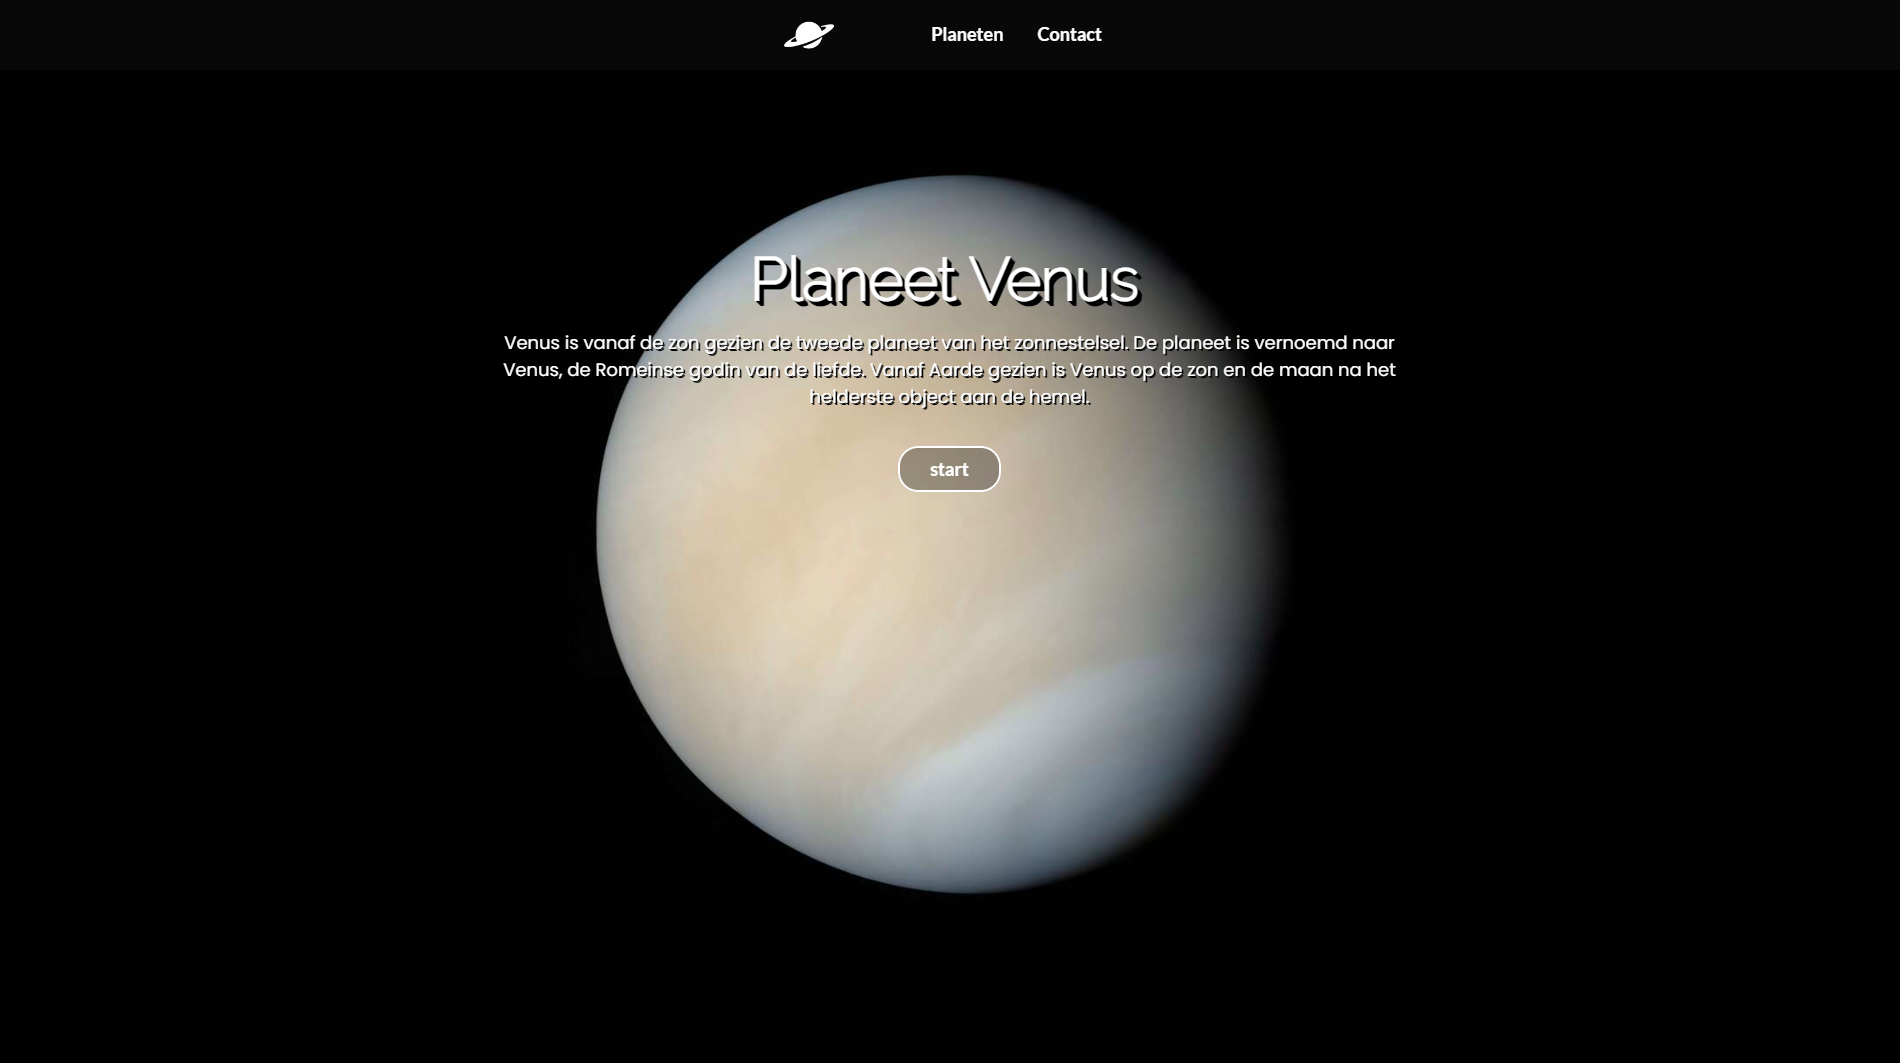 Planeten Contact
Planeet Venus
Venus is vanaf de zon gezien de tweede planeet van het zonnestelsel. De planeet is vernoemd naar
Venus, de Romeinse godin van de liefde. Vanaf Aarde gezien is Venus op de zon en de maan na het
helderste object aan de hemel.
start